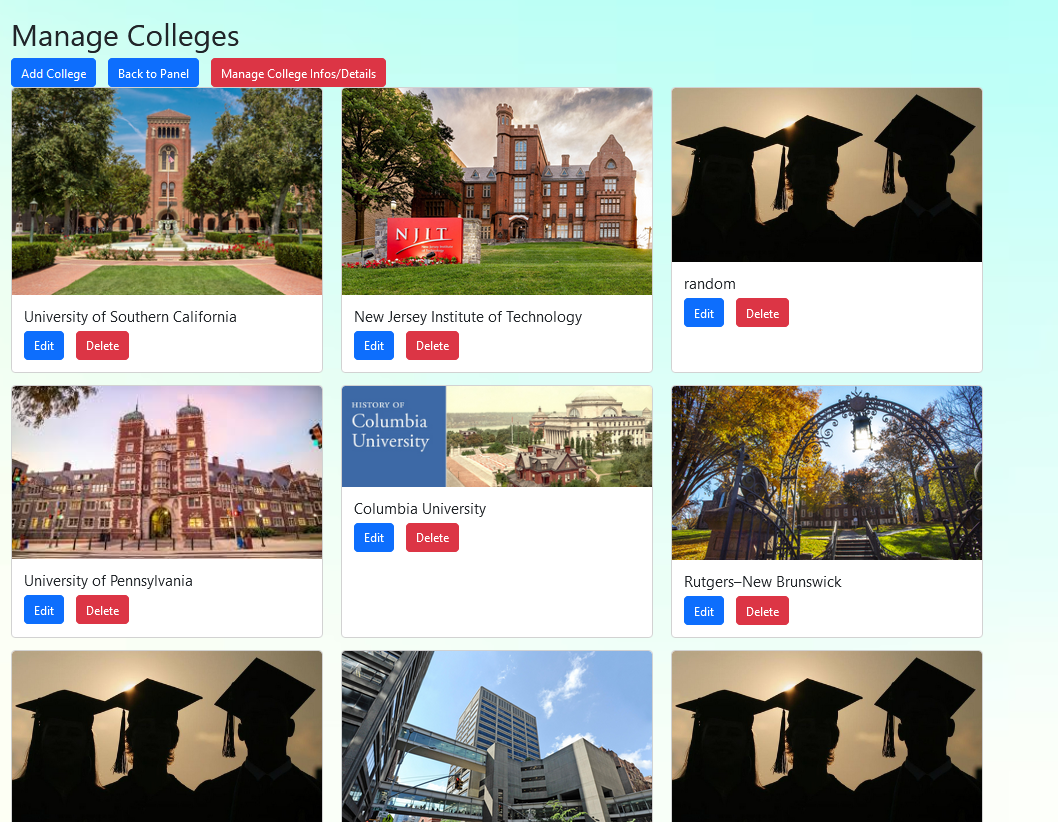 Manage Colleges
Add College
Back to Panel
Manage College Infos/Details
NJIT
University of Southern California
Edit
Delete
New Jersey Institute of Technology
Edit
Delete
random
Edit
Delete
HISTORY OF
Columbia
University
University of Pennsylvania
Edit
Delete
Columbia University
Edit
Delete
Rutgers–New Brunswick
Edit
Delete